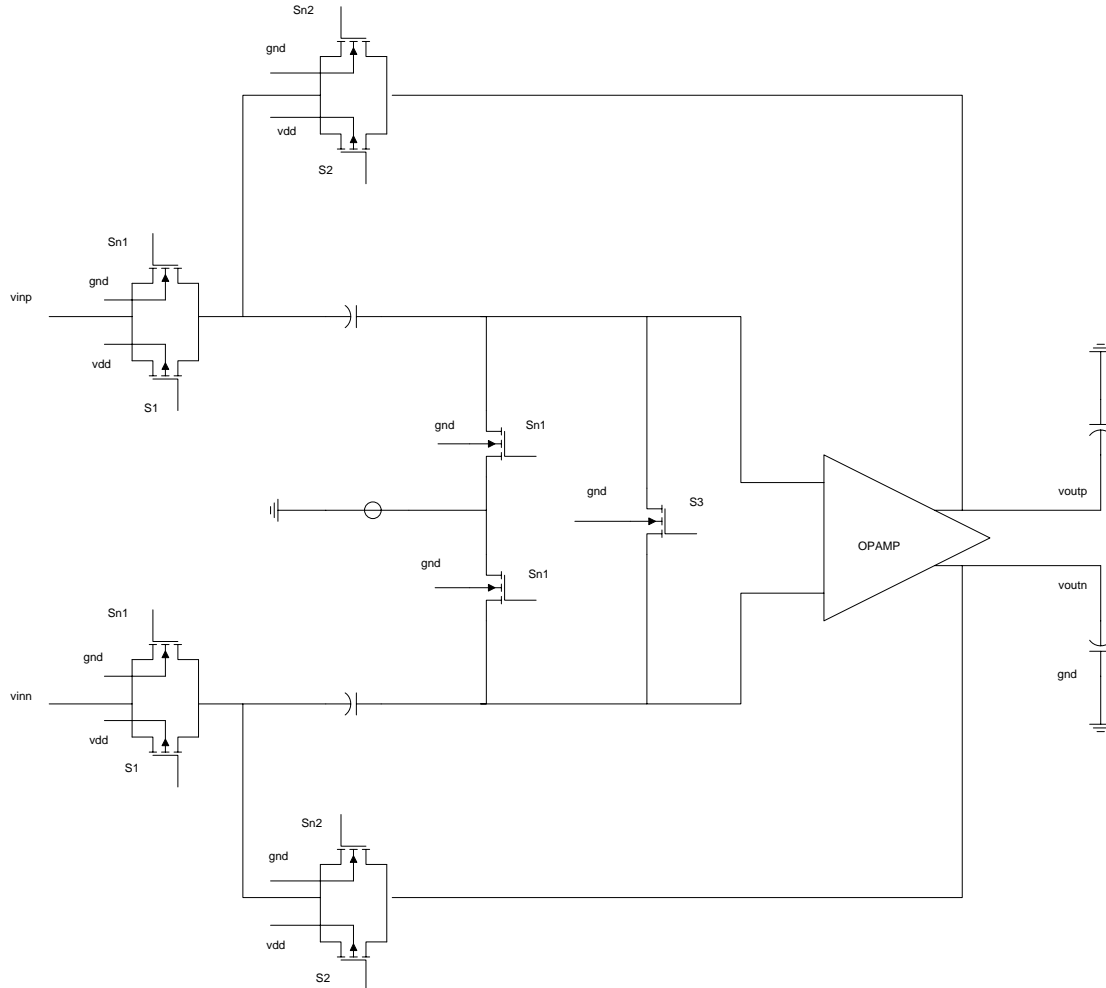 Sn2
gnd
vdd
S2
Sn1
gnd
vinp
vdd
S1
gnd
Sn1
gnd
S3
voutp
OPAMP
gnd
Sn1
voutn
Sn1
gnd
vinn
gnd
vdd
S1
Sn2
gnd
vdd
S2